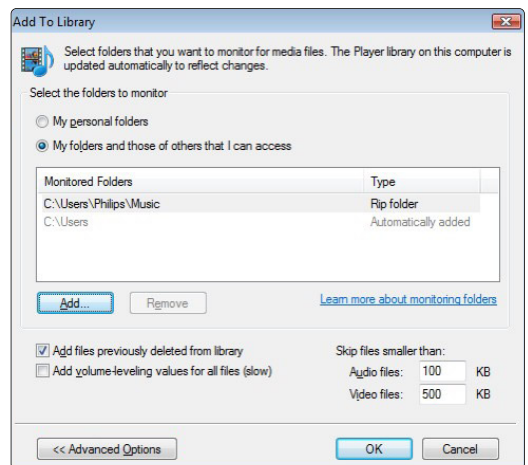 Add To Library
Select folders that you want to monitor for media files. The Player library on this computer is
updated automatically to reflect changes.
Select the folders to monitor
My personal folders
My folders and those of others that I can access
Monitored Folders Type
C:\Users\Philips\Music Rip folder
C:\Users Automatically added
Add... Remove Learn more about monitoring folders
Add files previously deleted from library Skip files smaller than:
Add volume-leveling values for all files (slow) Audio files: 100 KB
Video files: 500 KB
<< Advanced Options OK Cancel